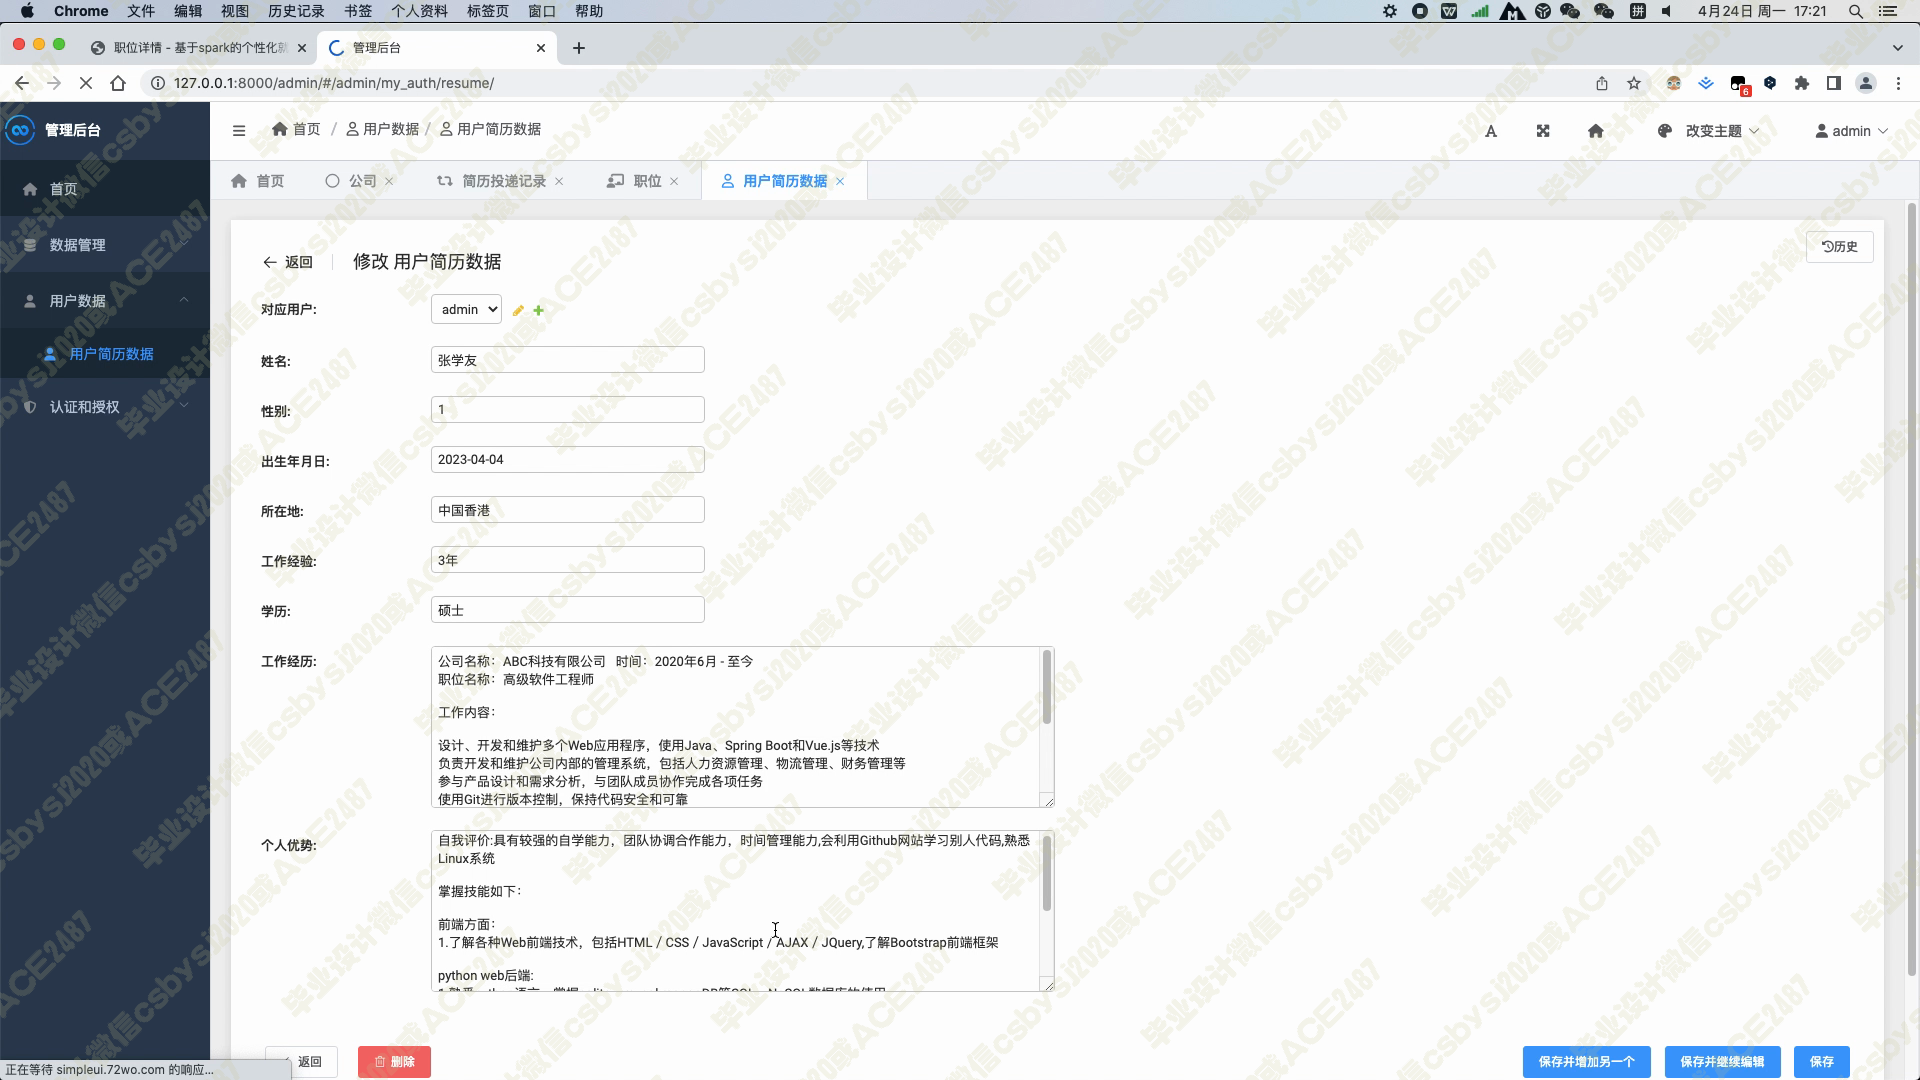 Chrome 文件 编辑 视图 历史记录 书签 个人资料 标签页 窗口 帮助
4月24日 周一 17:21
职位详情 - 基于spark的个性化就
管理后台
127.0.0.1:8000/admin/#/admin/my_auth/resume/
6
管理后台
首页 / 用户数据 / 用户简历数据
改变主题
admin
首页
数据管理
用户数据
用户简历数据
认证和授权
首页 公司 简历投递记录 职位 用户简历数据
返回 修改 用户简历数据
历史
对应用户: admin
姓名: 张学友
性别: 1
出生年月日: 2023-04-04
所在地: 中国香港
工作经验: 3年
学历: 硕士
工作经历:
公司名称：ABC科技有限公司 时间：2020年6月 - 至今
职位名称：高级软件工程师
工作内容：
设计、开发和维护多个Web应用程序，使用Java、Spring Boot和Vue.js等技术
负责开发和维护公司内部的管理系统，包括人力资源管理、物流管理、财务管理等
参与产品设计和需求分析，与团队成员协作完成各项任务
使用Git进行版本控制，保持代码安全和可靠
个人优势:
自我评价:具有较强的自学能力，团队协调合作能力，时间管理能力,会利用Github网站学习别人代码,熟悉
Linux系统
掌握技能如下：
前端方面：
1.了解各种Web前端技术，包括HTML / CSS / JavaScript / AJAX / JQuery,了解Bootstrap前端框架
python web后端:
返回
删除
保存并增加另一个
保存并继续编辑
保存
正在等待 simpleui.72wo.com 的响应...
毕业设计微信csbysj2020或ACE2487